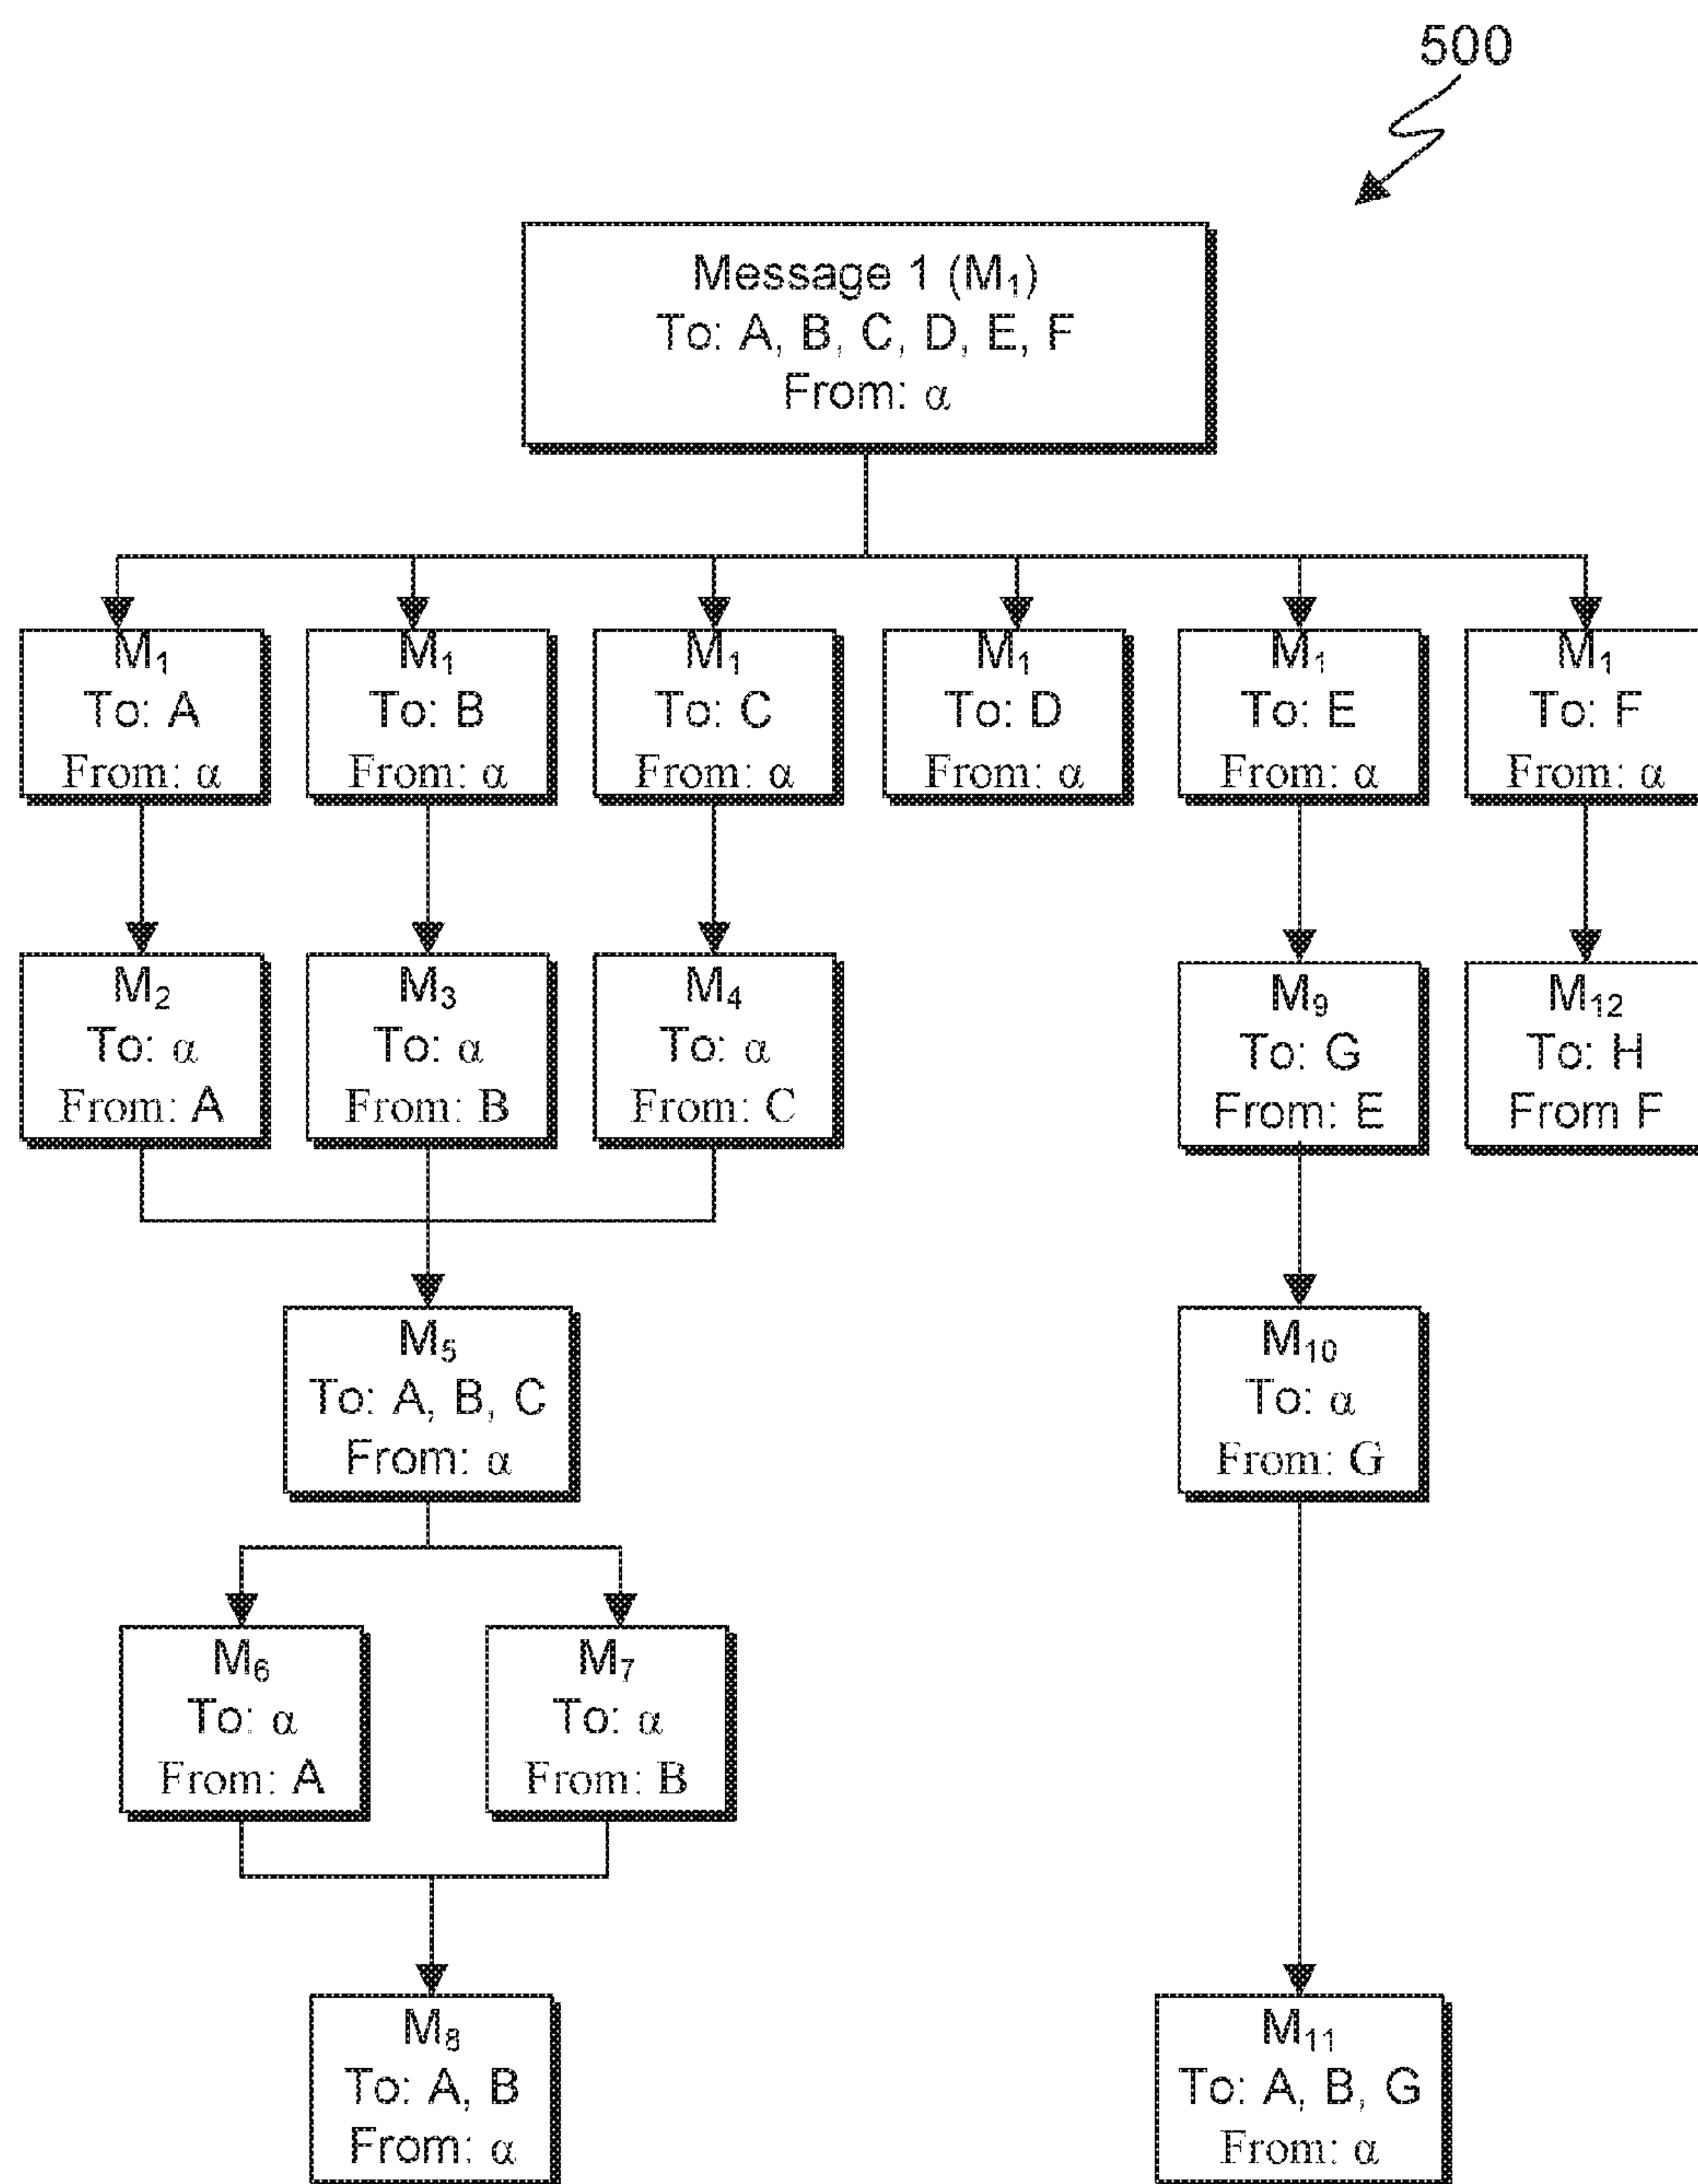 500
Message 1 (M₁)
To: A, B, C, D, E, F
From: α
M₁
To: A
From: α
M₁
To: B
From: α
M₁
To: C
From: α
M₁
To: D
From: α
M₁
To: E
From: α
M₁
To: F
From: α
M₂
To: α
From: A
M₃
To: α
From: B
M₄
To: α
From: C
M₉
To: G
From: E
M₁₂
To: H
From F
M₅
To: A, B, C
From: α
M₁₀
To: α
From: G
M₆
To: α
From: A
M₇
To: α
From: B
M₈
To: A, B
From: α
M₁₁
To: A, B, G
From: α